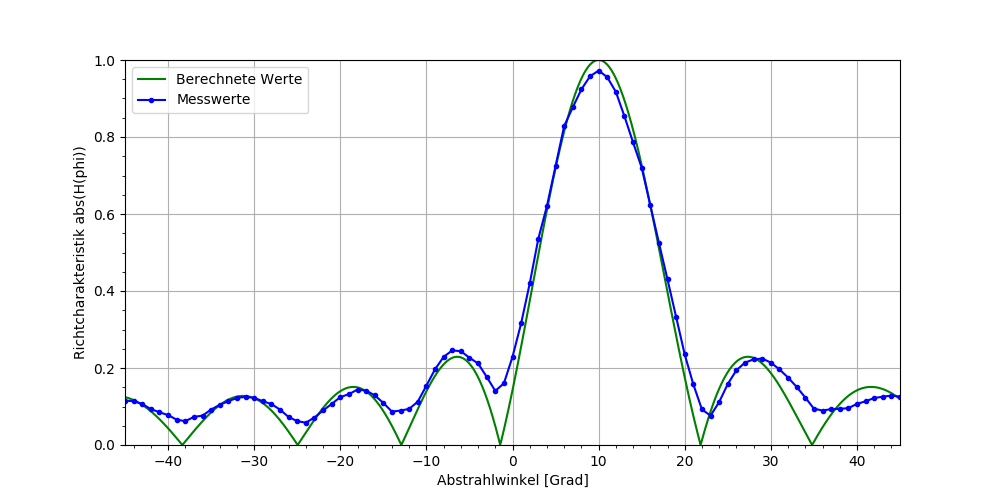 Berechnete Werte
Messwerte
Richtcharakteristik abs(H(phi))
1.0
0.8
0.6
0.4
0.2
0.0
−40 −30 −20 −10 0 10 20 30 40
Abstrahlwinkel [Grad]